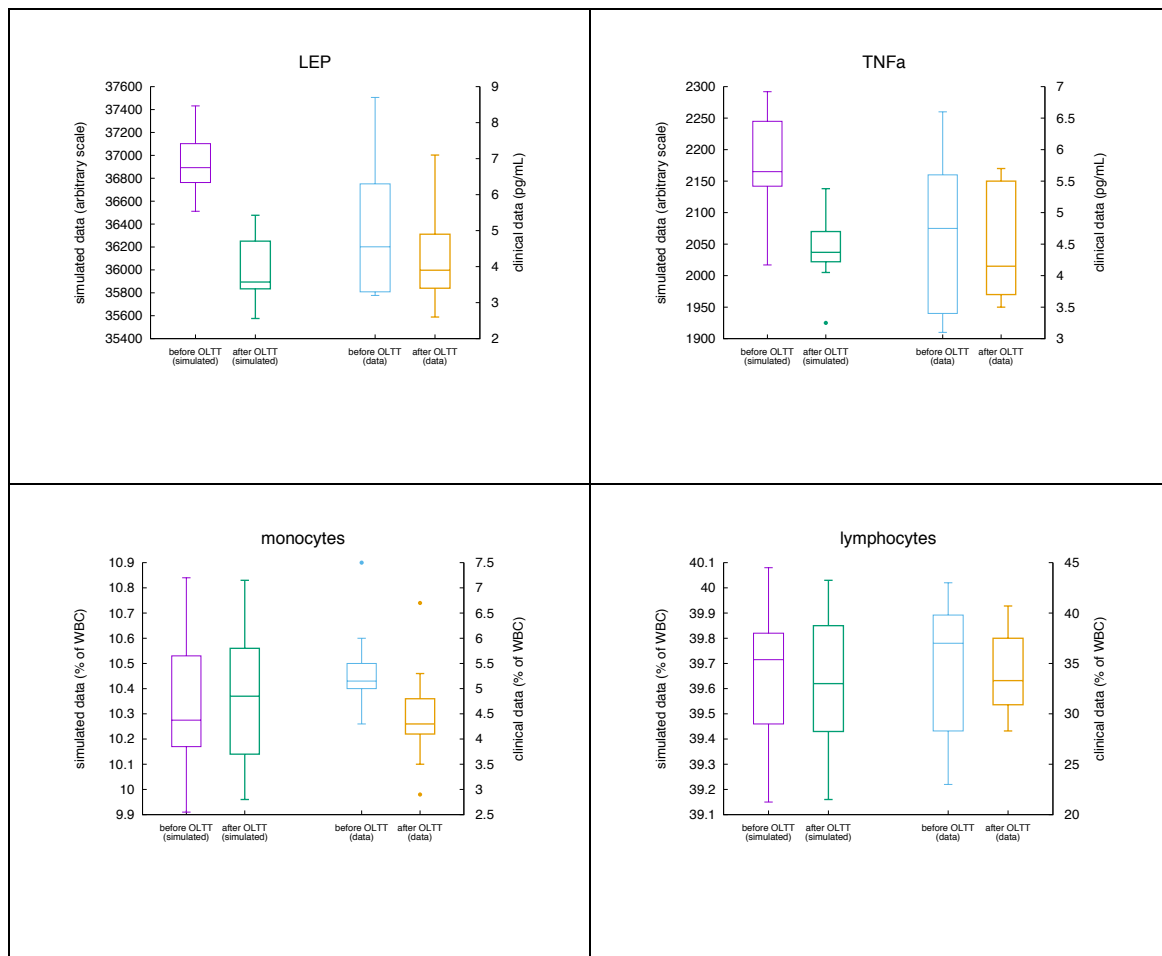 LEP
simulated data (arbitrary scale)
37600
37400
37200
37000
36800
36600
36400
36200
36000
35800
35600
35400
9
8
7
6
5
4
3
2
clinical data (pg/mL)
before OLTT
(simulated)
after OLTT
(simulated)
before OLTT
(data)
after OLTT
(data)
TNFa
simulated data (arbitrary scale)
2300
2250
2200
2150
2100
2050
2000
1950
1900
7
6.5
6
5.5
5
4.5
4
3.5
3
clinical data (pg/mL)
before OLTT
(simulated)
after OLTT
(simulated)
before OLTT
(data)
after OLTT
(data)
monocytes
simulated data (% of WBC)
10.9
10.8
10.7
10.6
10.5
10.4
10.3
10.2
10.1
10
9.9
7.5
7
6.5
6
5.5
5
4.5
4
3.5
3
2.5
clinical data (% of WBC)
before OLTT
(simulated)
after OLTT
(simulated)
before OLTT
(data)
after OLTT
(data)
lymphocytes
simulated data (% of WBC)
40.1
40
39.9
39.8
39.7
39.6
39.5
39.4
39.3
39.2
39.1
45
40
35
30
25
20
clinical data (% of WBC)
before OLTT
(simulated)
after OLTT
(simulated)
before OLTT
(data)
after OLTT
(data)